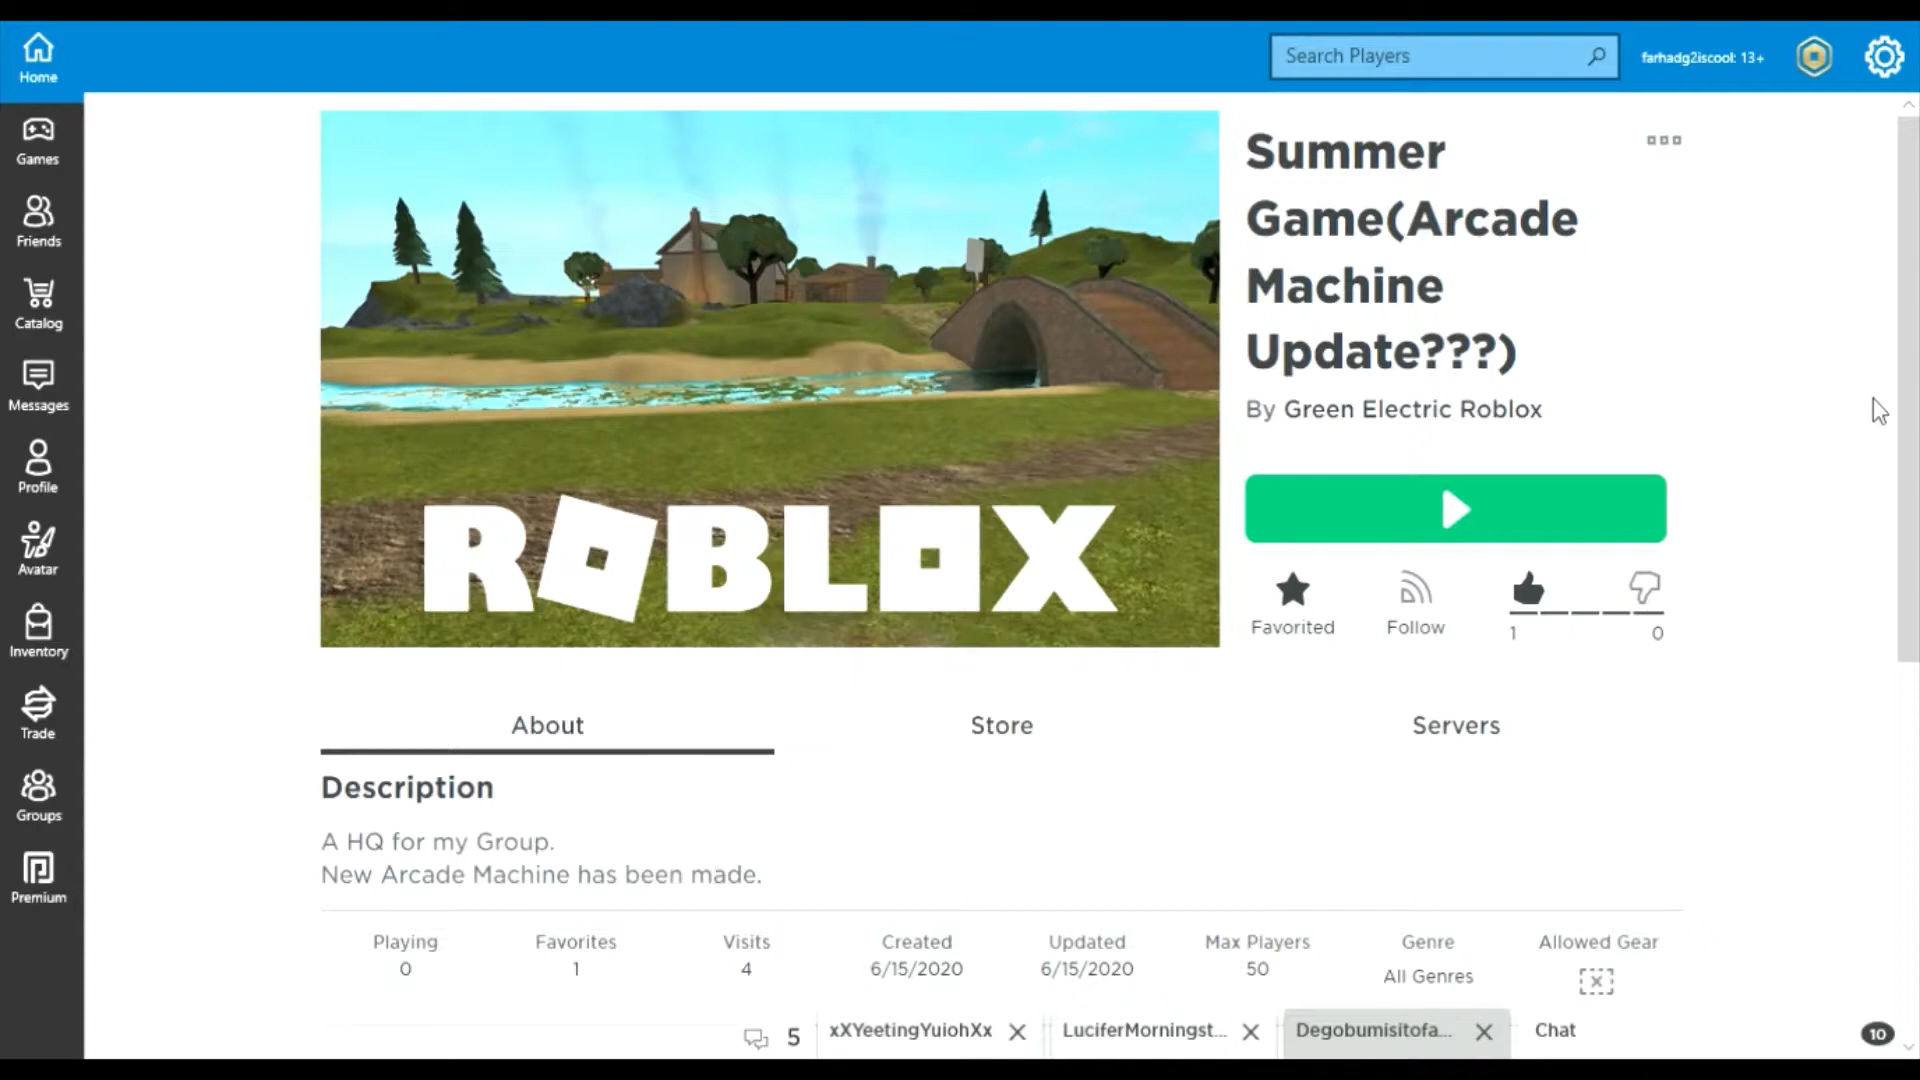 Home
Search Players
farhadg2iscool: 13+
Games
Friends
Catalog
Messages
Profile
Avatar
Inventory
Trade
Groups
Premium
ROBLOX
Summer
Game(Arcade
Machine
Update???)
By Green Electric Roblox
Favorited
Follow
1
0
About
Store
Servers
Description
A HQ for my Group.
New Arcade Machine has been made.
Playing
0
Favorites
1
Visits
4
Created
6/15/2020
Updated
6/15/2020
Max Players
50
Genre
All Genres
Allowed Gear
5
xXYeetingYuiohXx
LuciferMorningst...
Degobumisitofa...
Chat
10